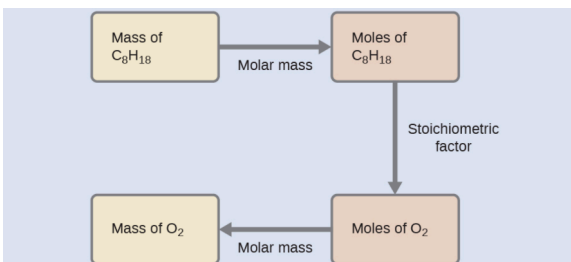 Mass of
C₈H₁₈
Molar mass
Moles of
C₈H₁₈
Stoichiometric
factor
Mass of O₂
Molar mass
Moles of O₂